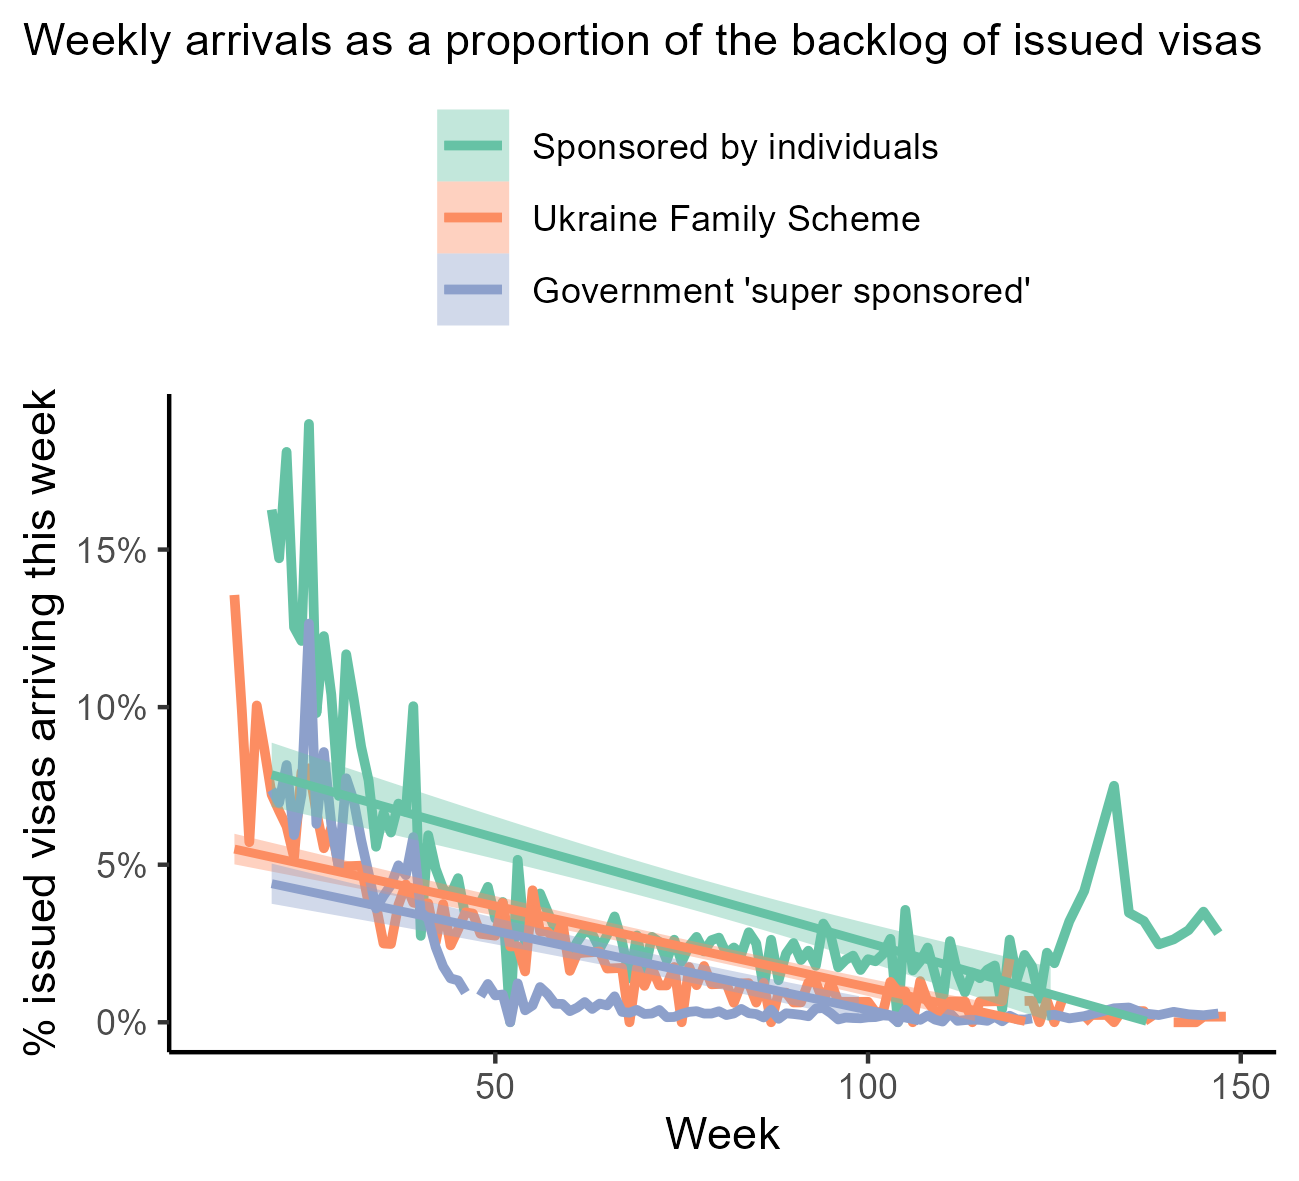 Weekly arrivals as a proportion of the backlog of issued visas
Sponsored by individuals
Ukraine Family Scheme
Government 'super sponsored'
% issued visas arriving this week
15%
10%
5%
0%
50
100
150
Week